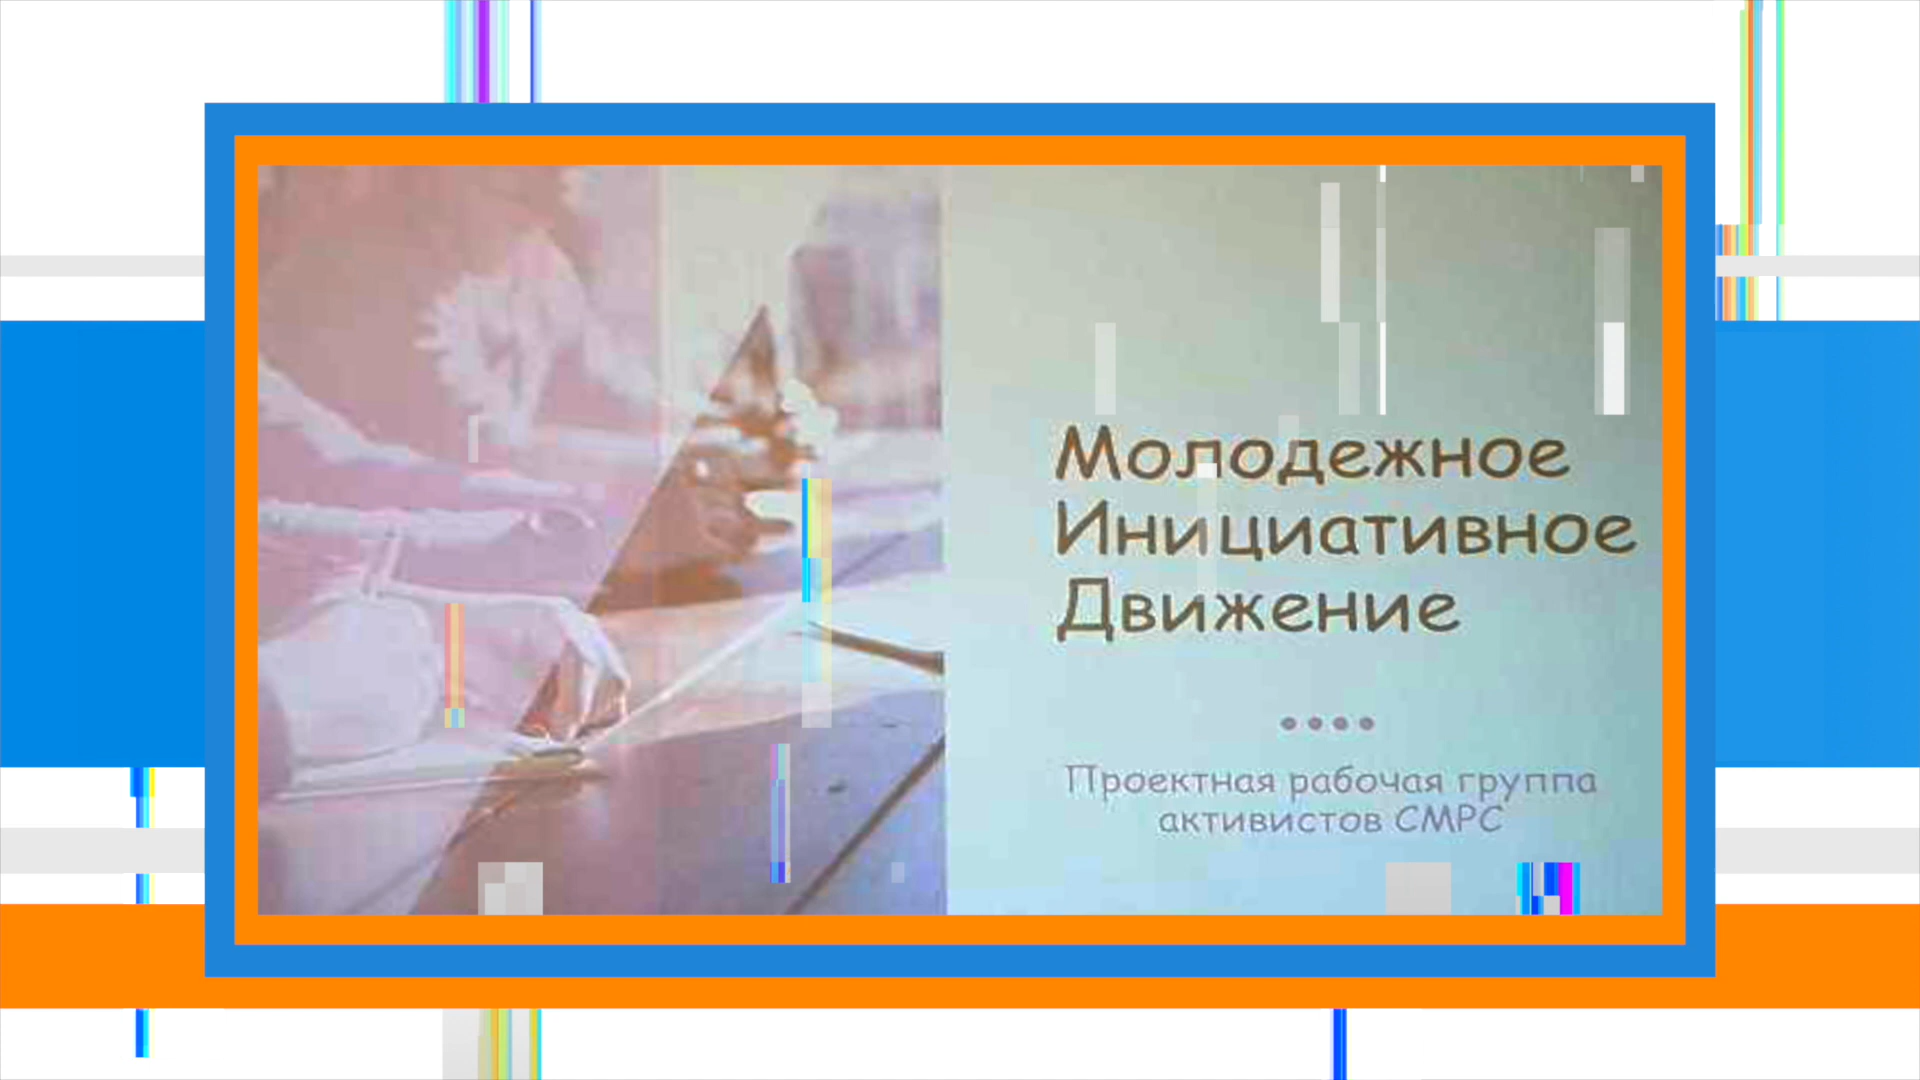 Молодежное
Инициативное
Движение
Проектная рабочая группа
активистов СМРС